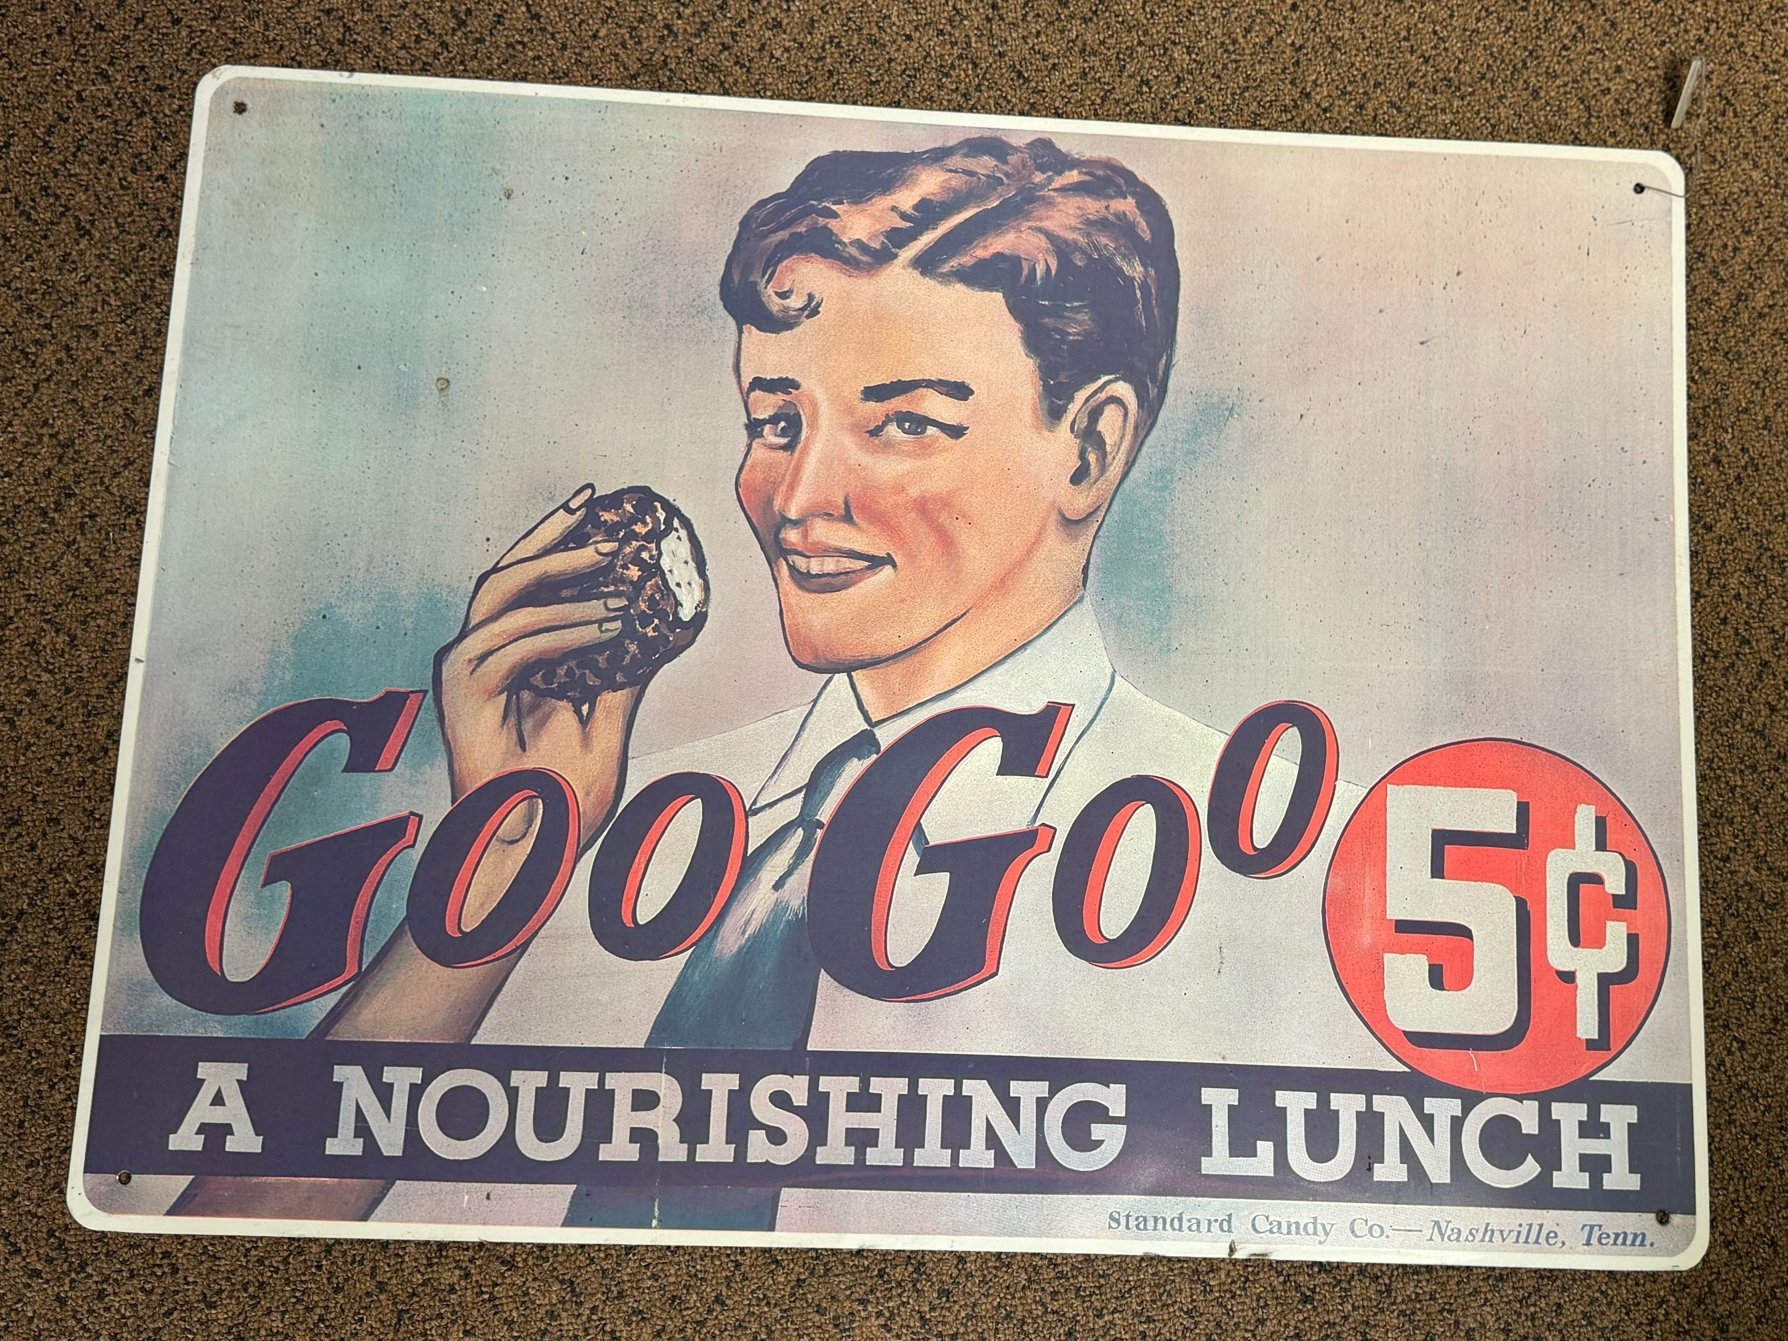 Goo Goo 5¢
A NOURISHING LUNCH
Standard Candy Co.—Nashville, Tenn.